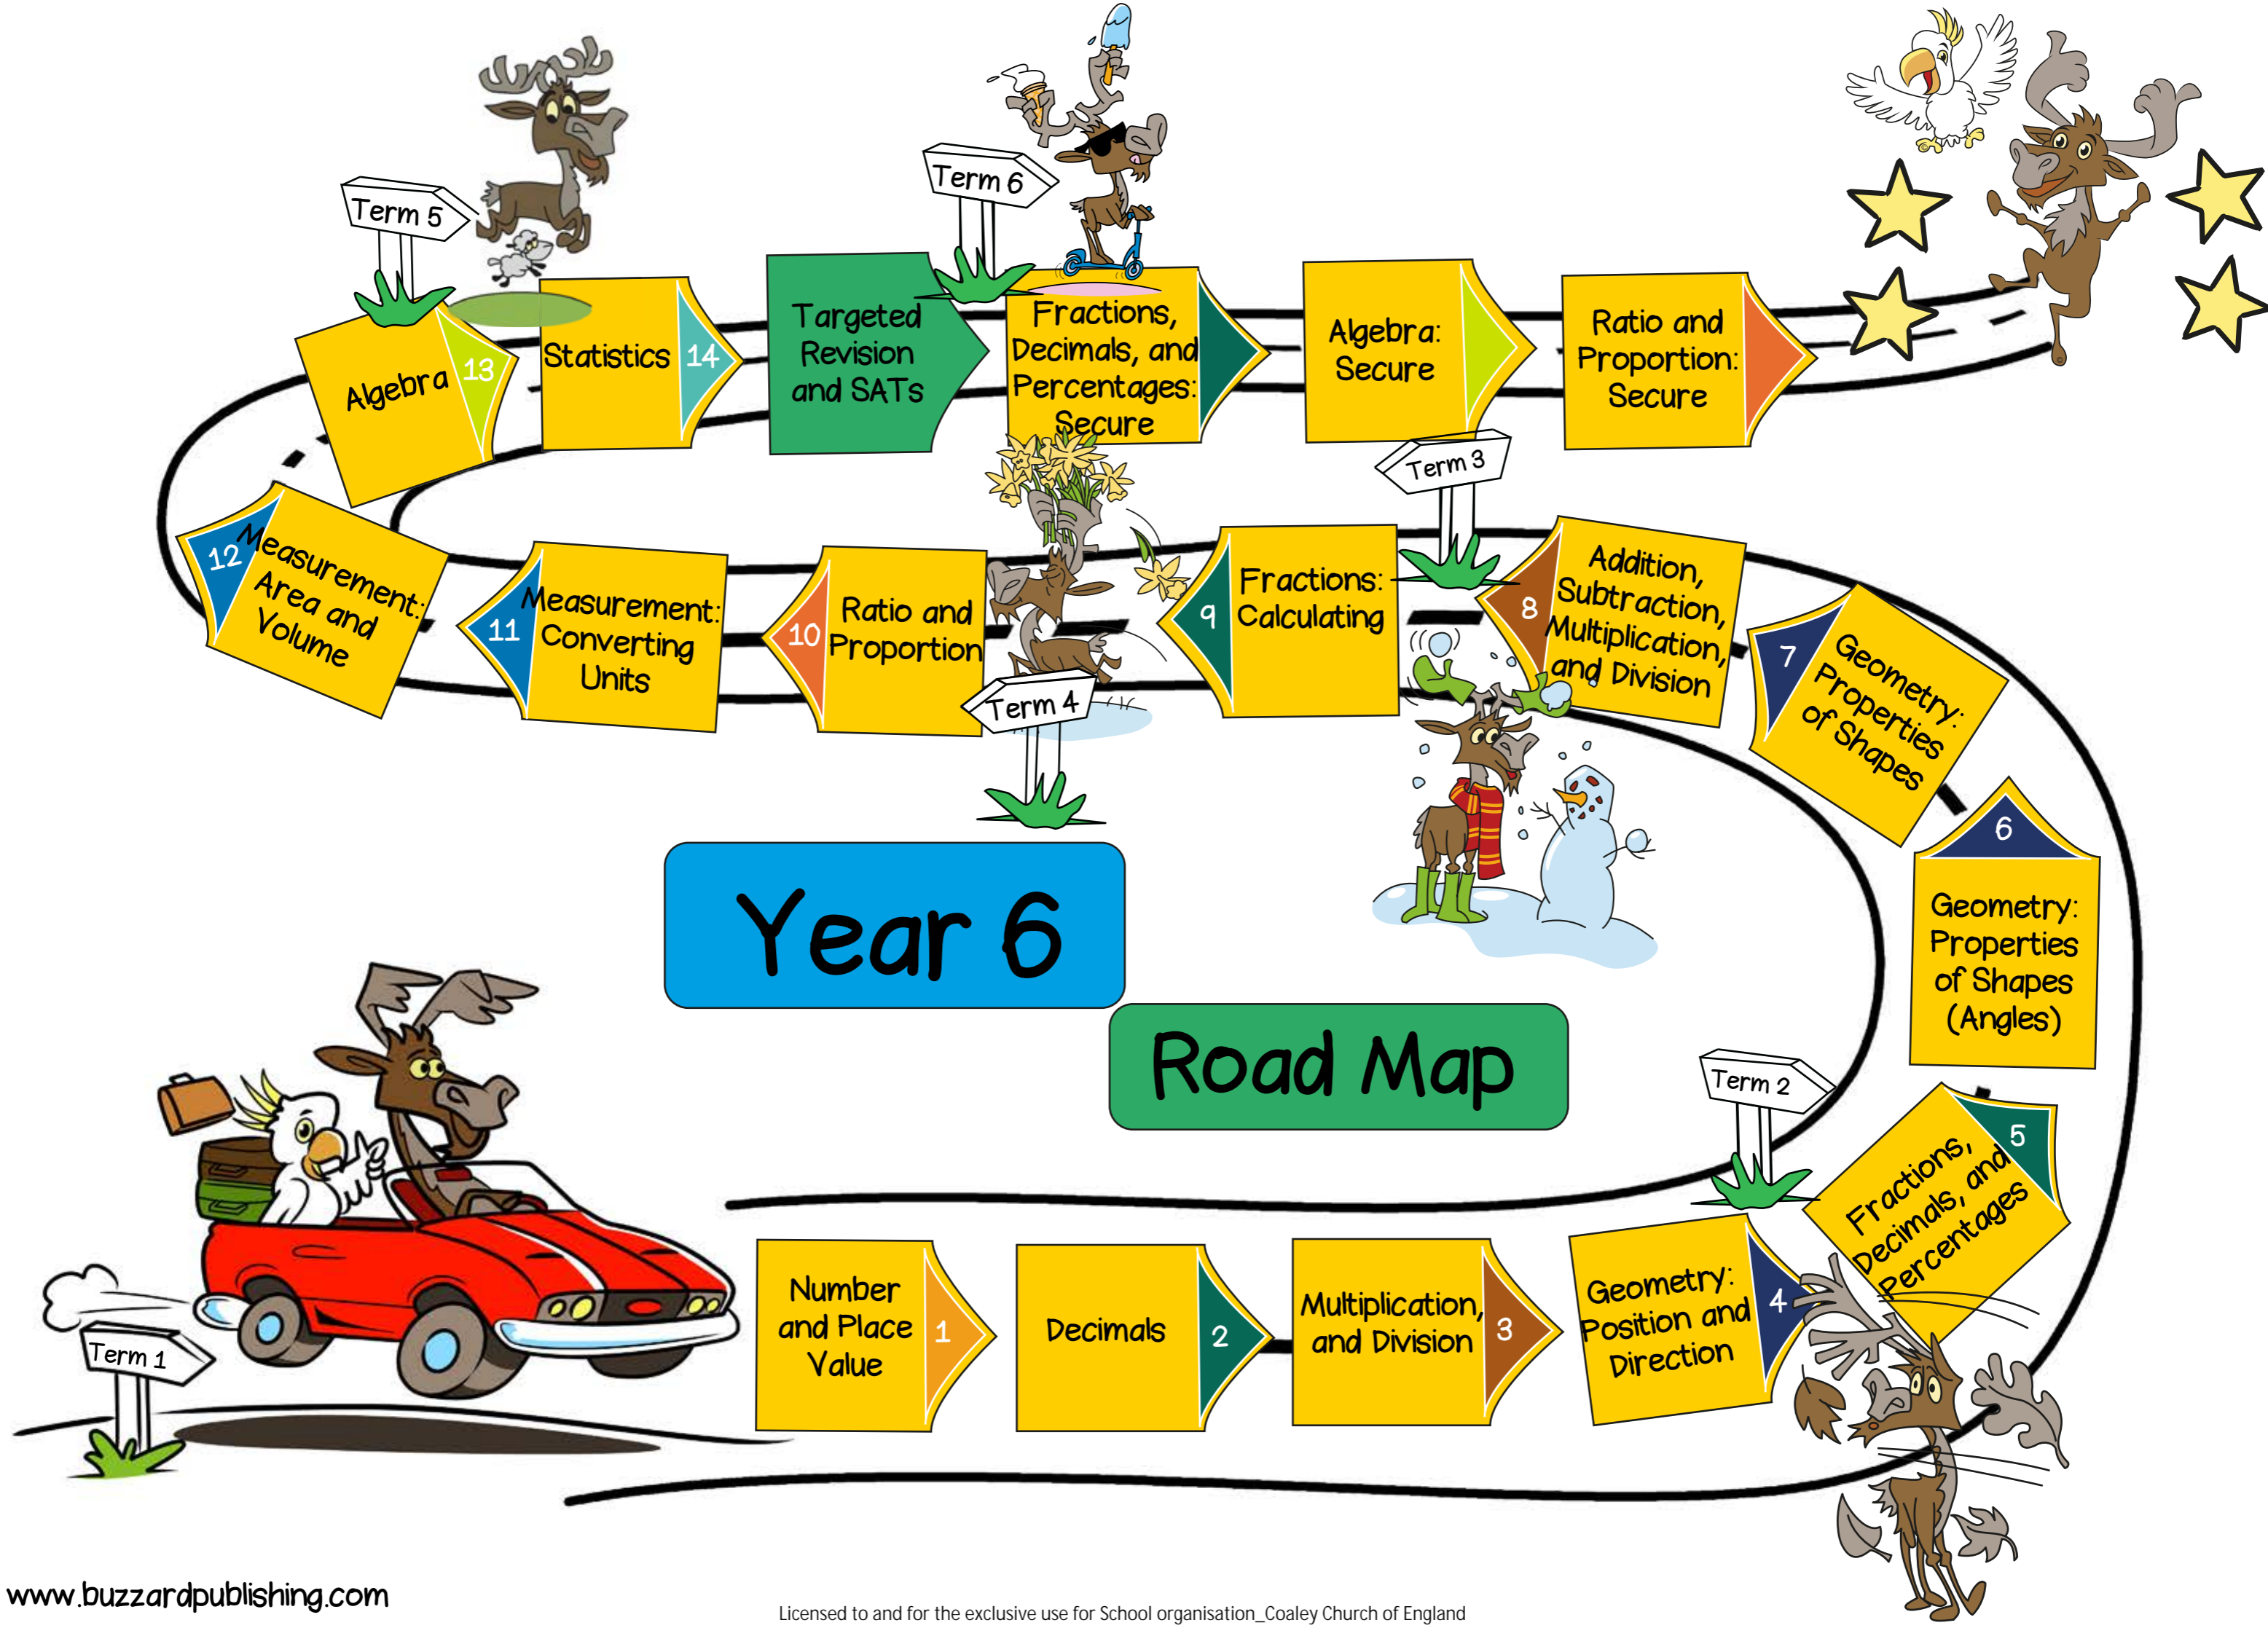 Year 6
Road Map
Term 1
Number
and Place
Value
1
Decimals
2
Multiplication,
and Division
3
Geometry:
Position and
Direction
4
Term 2
Fractions,
Decimals, and
Percentages
5
Geometry:
Properties
of Shapes
(Angles)
6
Geometry:
Properties
of Shapes
7
Addition,
Subtraction,
Multiplication,
and Division
8
Term 3
Fractions:
Calculating
9
Term 4
Ratio and
Proportion
10
Measurement:
Converting
Units
11
Measurement:
Area and
Volume
12
Term 5
Algebra
13
Statistics
14
Targeted
Revision
and SATs
Term 6
Fractions,
Decimals, and
Percentages:
Secure
Algebra:
Secure
Ratio and
Proportion:
Secure
www.buzzardpublishing.com
Licensed to and for the exclusive use for School organisation_Coaley Church of England